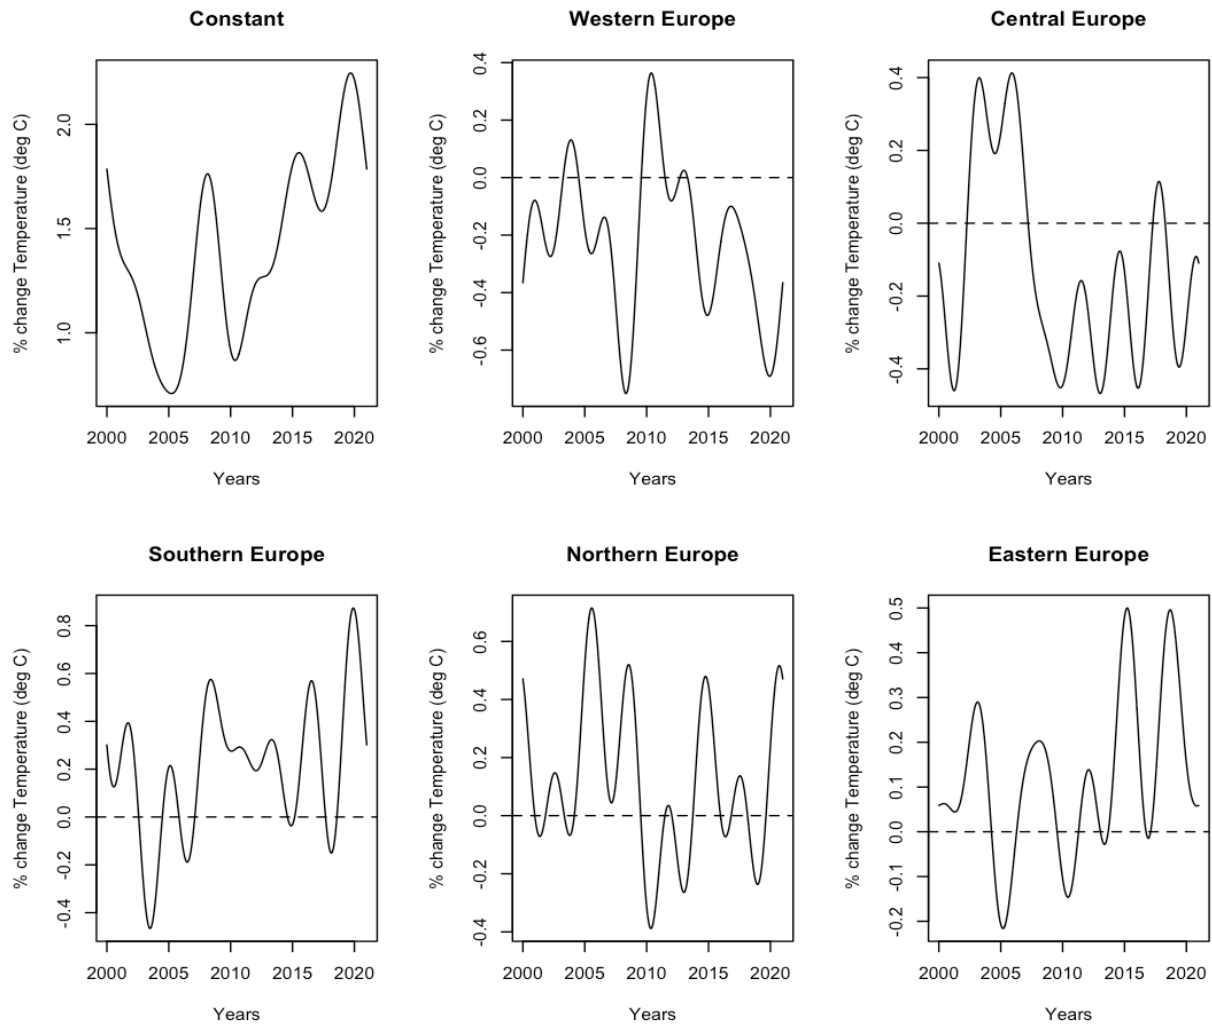 Constant
Western Europe
Central Europe
% change Temperature (deg C)
1.0 1.5 2.0
2000 2005 2010 2015 2020
Years
% change Temperature (deg C)
-0.6 -0.4 -0.2 0.0 0.2 0.4
2000 2005 2010 2015 2020
Years
% change Temperature (deg C)
-0.4 -0.2 0.0 0.2 0.4
2000 2005 2010 2015 2020
Years
Southern Europe
Northern Europe
Eastern Europe
% change Temperature (deg C)
-0.4 -0.2 0.0 0.2 0.4 0.6 0.8
2000 2005 2010 2015 2020
Years
% change Temperature (deg C)
-0.4 -0.2 0.0 0.2 0.4 0.6
2000 2005 2010 2015 2020
Years
% change Temperature (deg C)
-0.2 -0.1 0.0 0.1 0.2 0.3 0.4 0.5
2000 2005 2010 2015 2020
Years